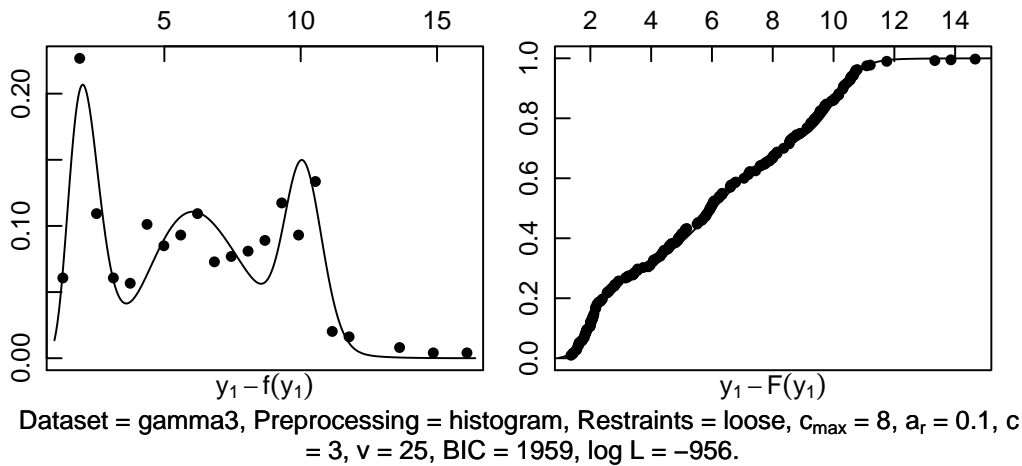 5 10 15
0.00 0.10 0.20
y₁ − f(y₁)
2 4 6 8 10 12 14
0.0 0.2 0.4 0.6 0.8 1.0
y₁ − F(y₁)
Dataset = gamma3, Preprocessing = histogram, Restraints = loose, cₘₐₓ = 8, aᵣ = 0.1, c
= 3, v = 25, BIC = 1959, log L = −956.